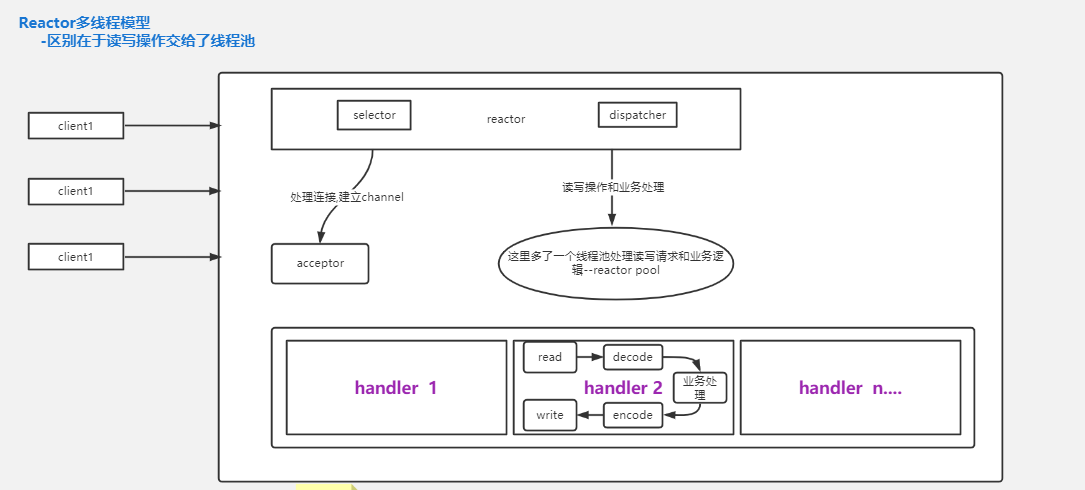 Reactor多线程模型
-区别在于读写操作交给了线程池
client1
client1
client1
selector
reactor
dispatcher
处理连接,建立channel
读写操作和业务处理
acceptor
这里多了一个线程池处理读写请求和业务逻
辑--reactor pool
handler 1
read
decode
handler 2
业务处
理
write
encode
handler n....